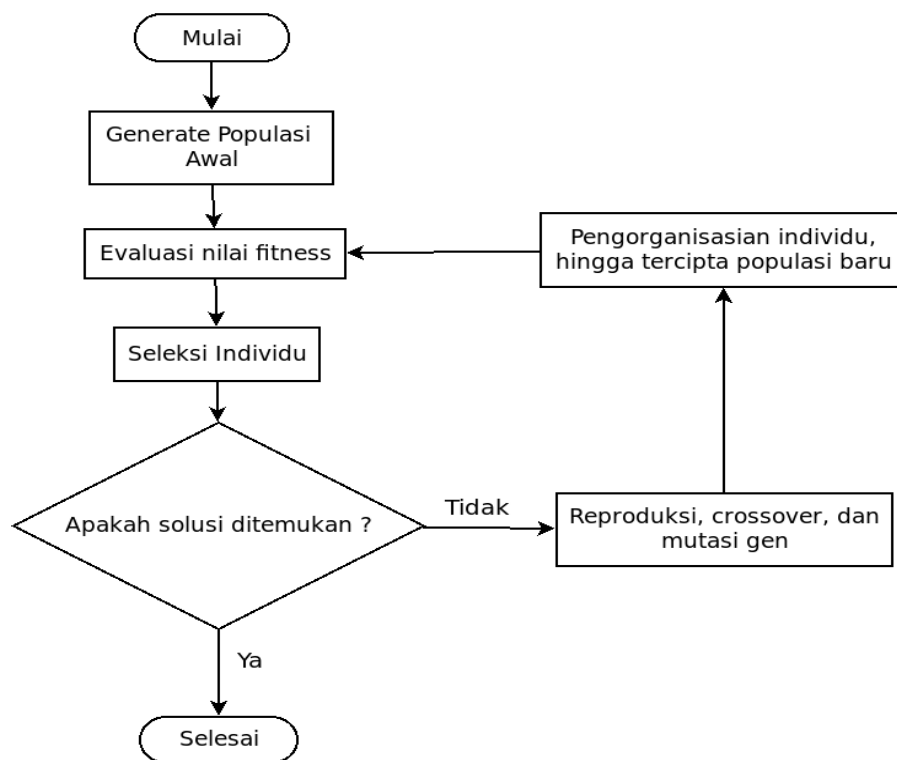 Mulai
Generate Populasi
Awal
Evaluasi nilai fitness
Pengorganisasian individu,
hingga tercipta populasi baru
Seleksi Individu
Apakah solusi ditemukan ?
Tidak
Reproduksi, crossover, dan
mutasi gen
Ya
Selesai